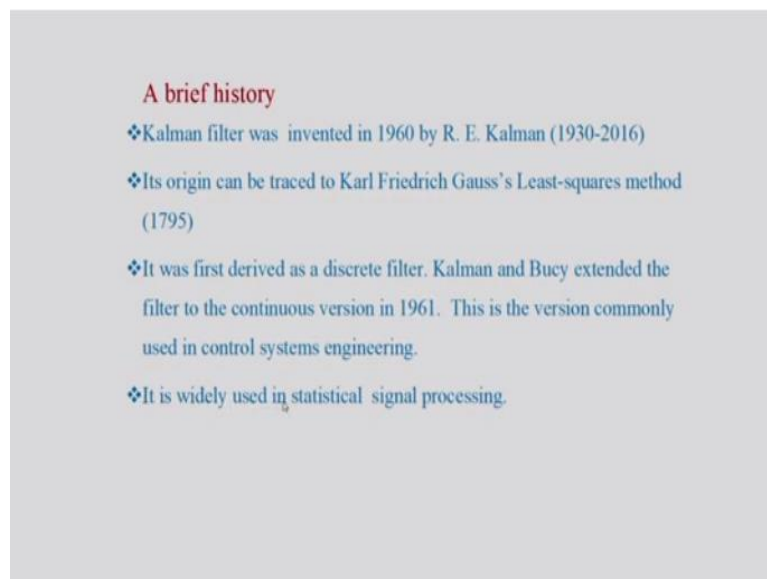 A brief history
❖Kalman filter was invented in 1960 by R. E. Kalman (1930-2016)
❖Its origin can be traced to Karl Friedrich Gauss's Least-squares method
(1795)
❖It was first derived as a discrete filter. Kalman and Bucy extended the
filter to the continuous version in 1961. This is the version commonly
used in control systems engineering.
❖It is widely used in statistical signal processing.